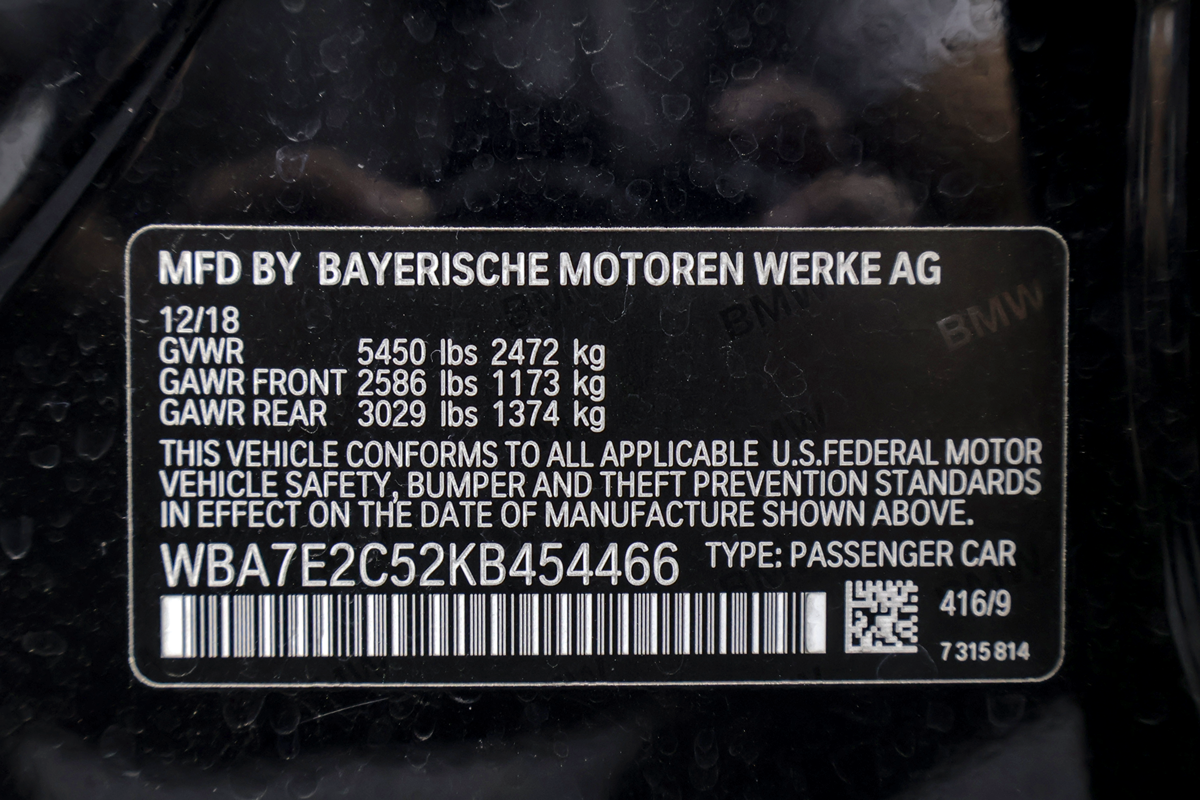 MFD BY BAYERISCHE MOTOREN WERKE AG
12/18
GVWR 5450 lbs 2472 kg
GAWR FRONT 2586 lbs 1173 kg
GAWR REAR 3029 lbs 1374 kg
THIS VEHICLE CONFORMS TO ALL APPLICABLE U.S.FEDERAL MOTOR
VEHICLE SAFETY, BUMPER AND THEFT PREVENTION STANDARDS
IN EFFECT ON THE DATE OF MANUFACTURE SHOWN ABOVE.
WBA7E2C52KB454466 TYPE: PASSENGER CAR
416/9
7 315 814
BMW
BMW
BMW